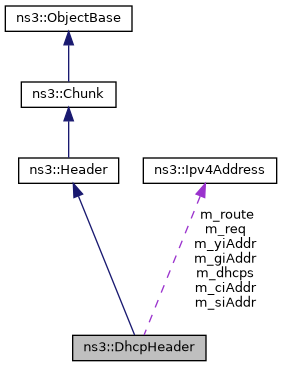 ns3::ObjectBase
ns3::Chunk
ns3::Header
ns3::Ipv4Address
m_route
m_req
m_yiAddr
m_giAddr
m_dhcps
m_ciAddr
m_siAddr
ns3::DhcpHeader